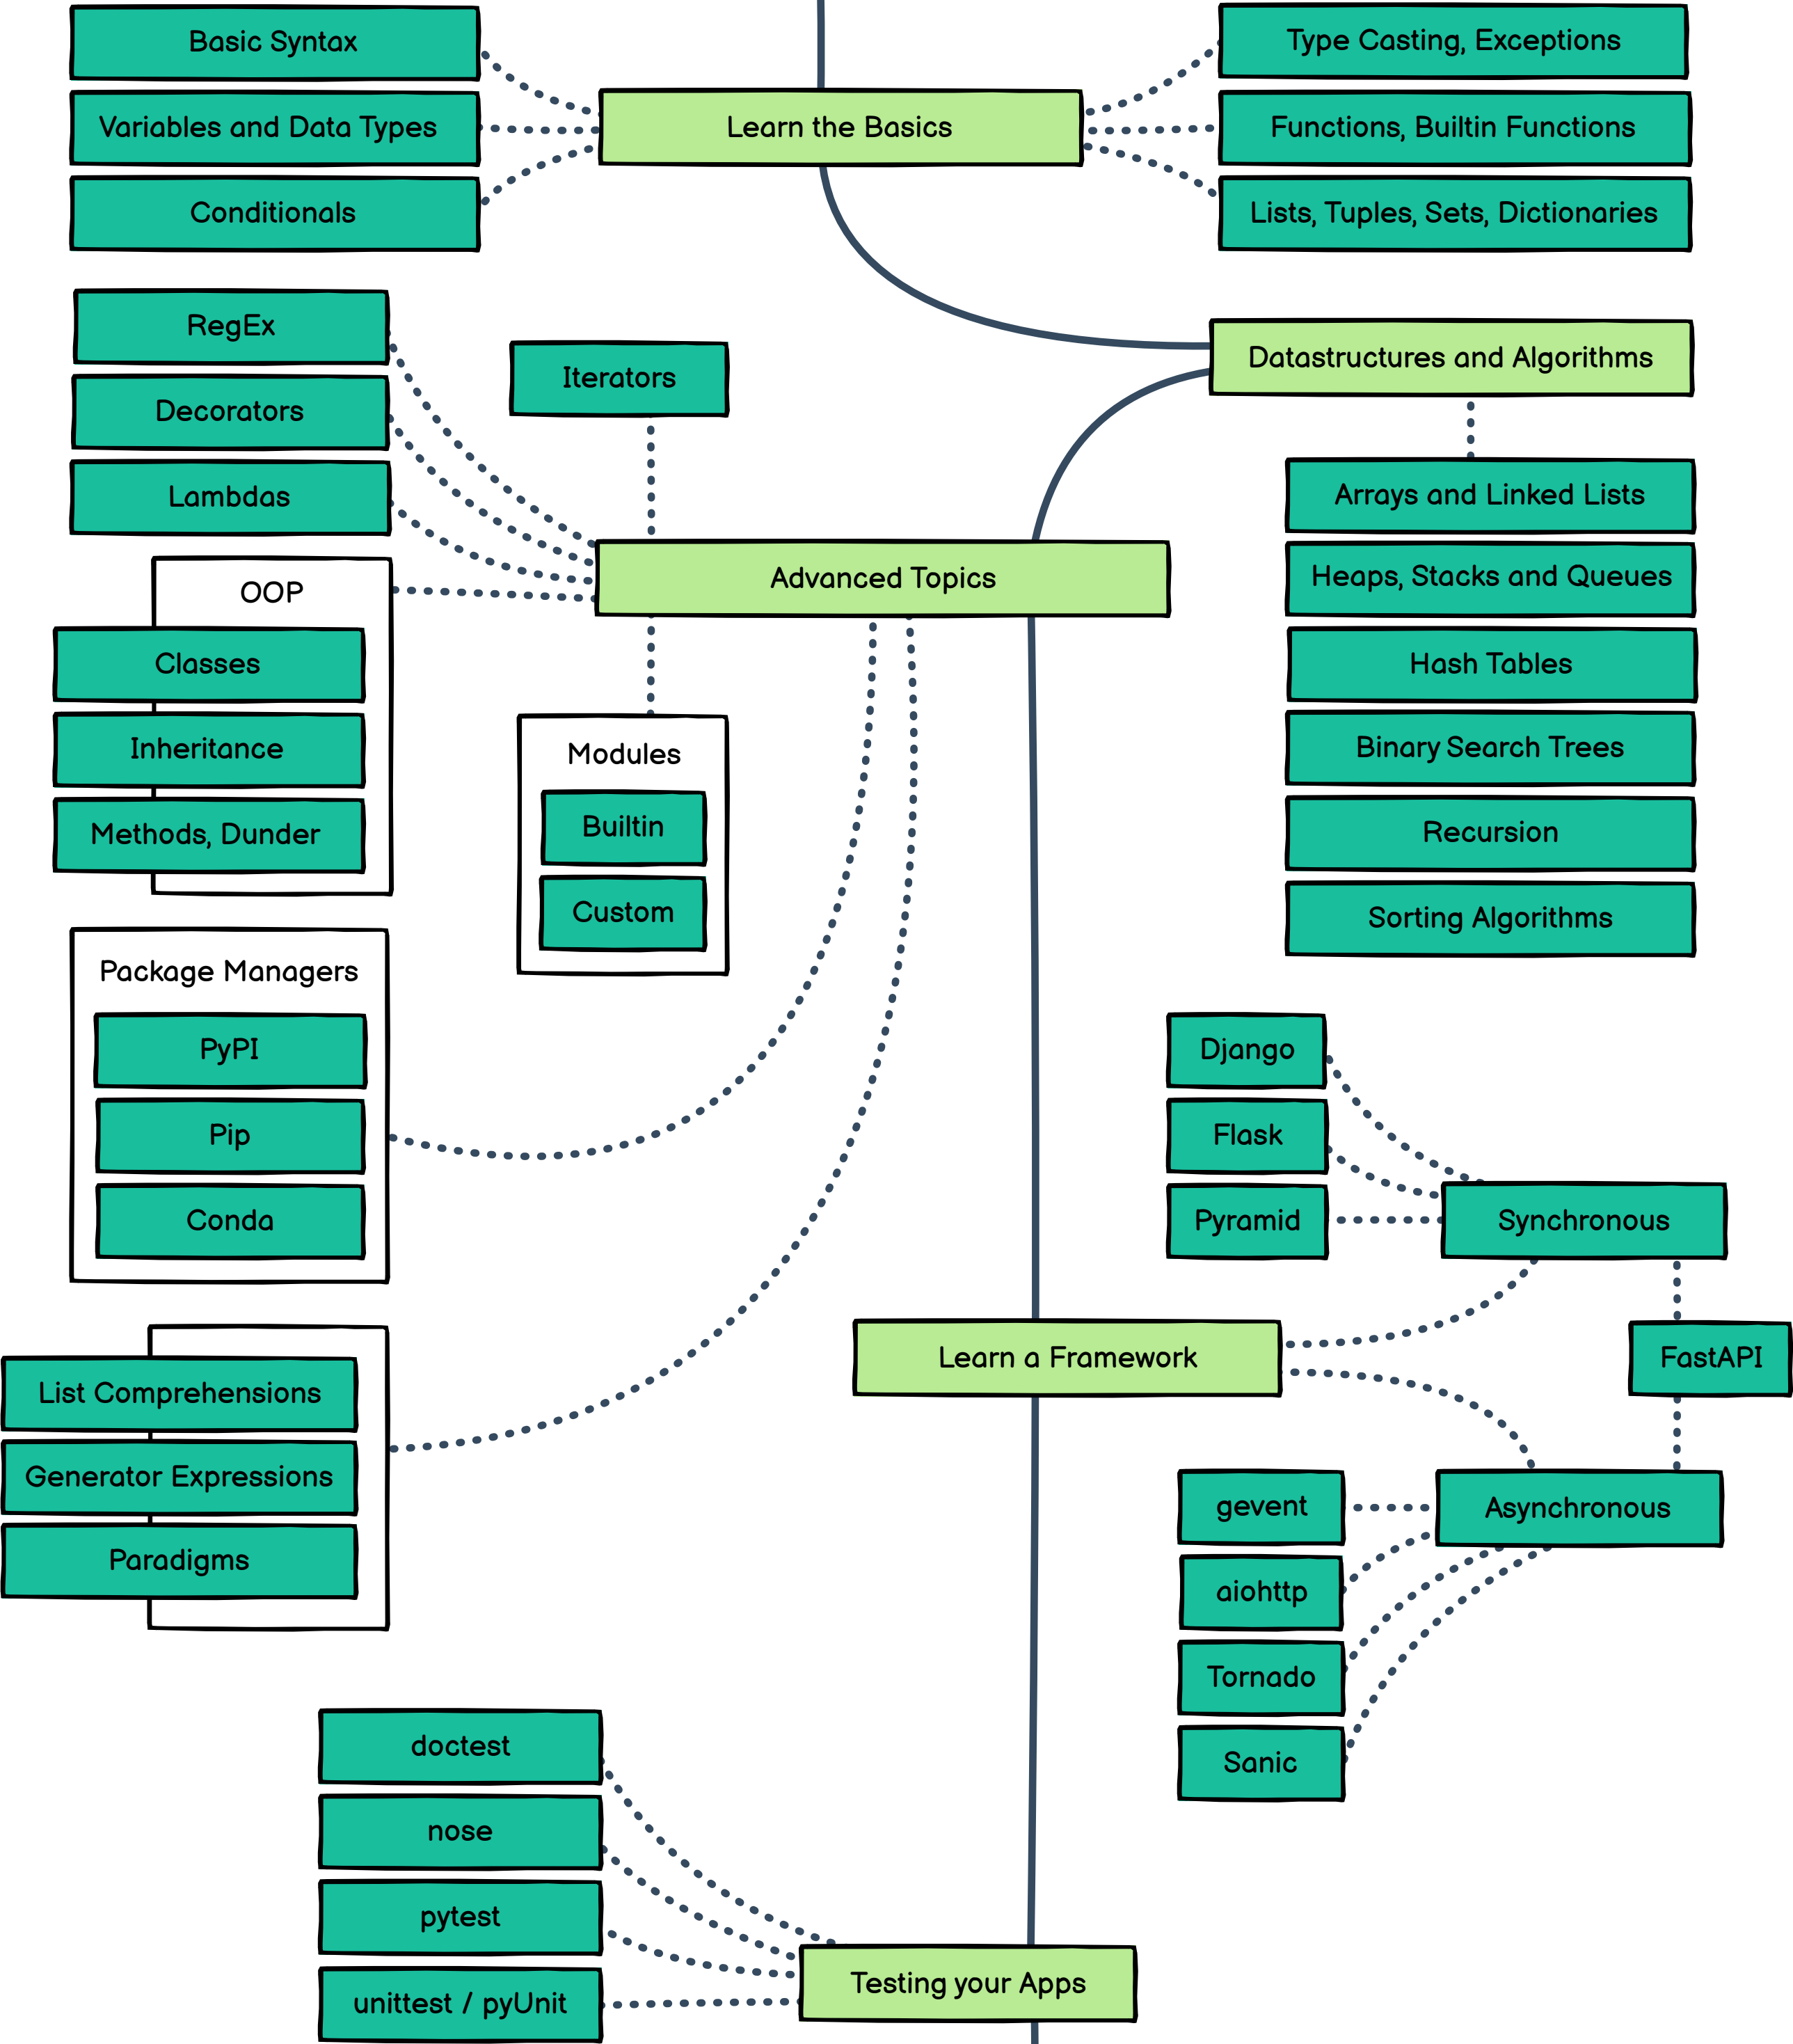 Basic Syntax
Variables and Data Types
Conditionals
Learn the Basics
Type Casting, Exceptions
Functions, Builtin Functions
Lists, Tuples, Sets, Dictionaries
Datastructures and Algorithms
Arrays and Linked Lists
Heaps, Stacks and Queues
Hash Tables
Binary Search Trees
Recursion
Sorting Algorithms
RegEx
Decorators
Lambdas
Iterators
Advanced Topics
OOP
Classes
Inheritance
Methods, Dunder
Modules
Builtin
Custom
Package Managers
PyPI
Pip
Conda
List Comprehensions
Generator Expressions
Paradigms
Django
Flask
Pyramid
Synchronous
Learn a Framework
FastAPI
Asynchronous
gevent
aiohttp
Tornado
Sanic
doctest
nose
pytest
unittest / pyUnit
Testing your Apps